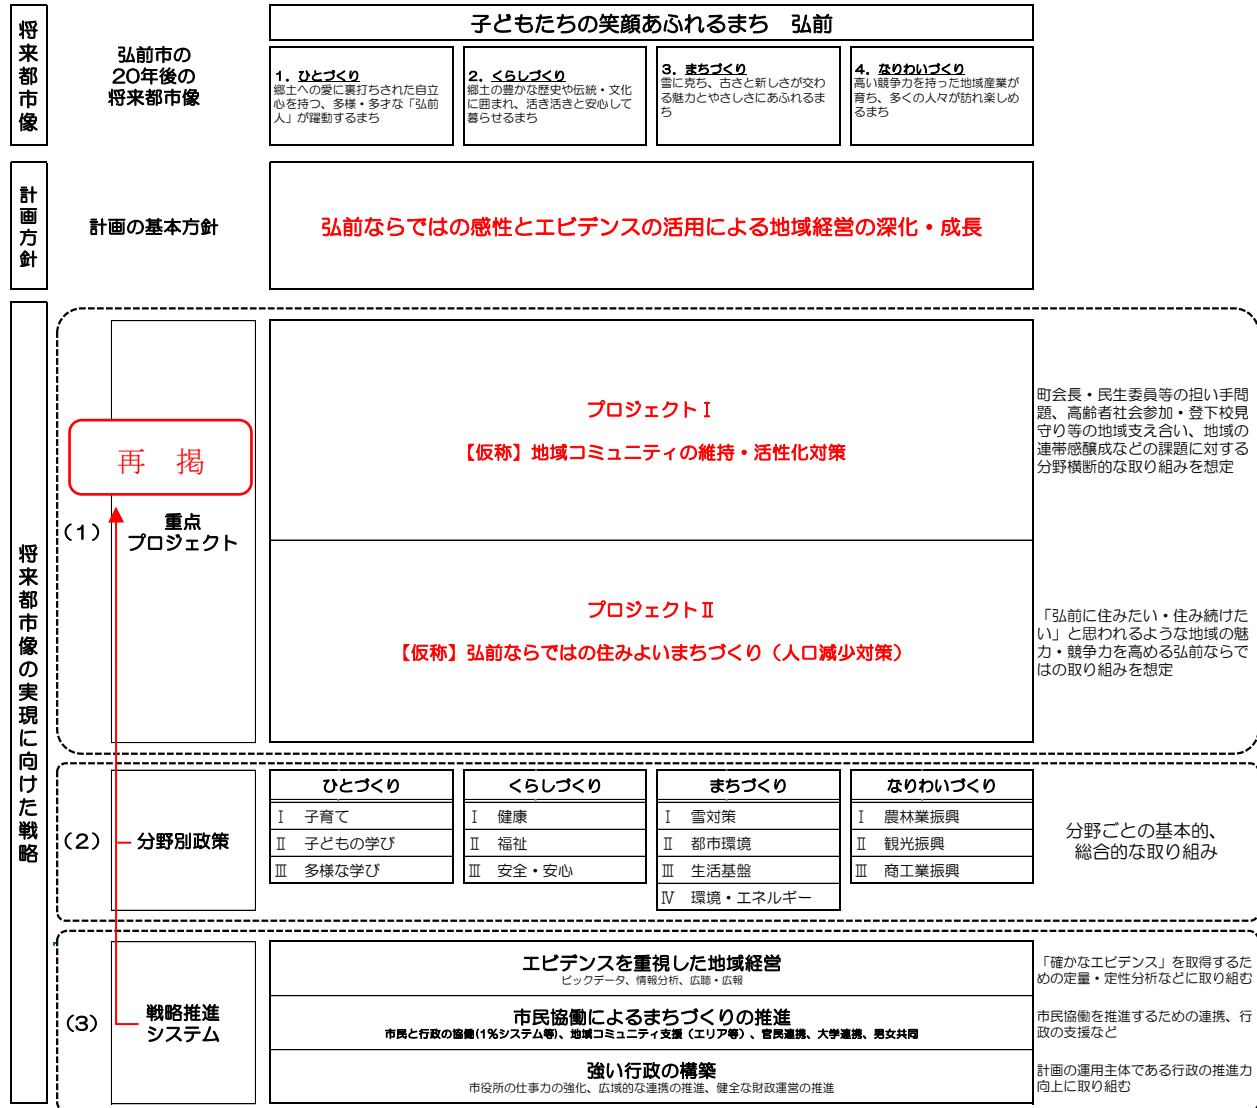 将来都市像
弘前市の
20年後の
将来都市像
子どもたちの笑顔あふれるまち　弘前
1．ひとづくり
郷土への愛に裏打ちされた自立
心を持つ、多様・多才な「弘前
人」が躍動するまち
2．くらしづくり
郷土の豊かな歴史や伝統・文化
に囲まれ、活き活きと安心して
暮らせるまち
3．まちづくり
雪に克ち、古さと新しさが交わ
る魅力とやさしさにあふれるま
ち
4．なりわいづくり
高い競争力を持った地域産業が
育ち、多くの人々が訪れ楽しめ
るまち
計画方針
計画の基本方針
弘前ならではの感性とエビデンスの活用による地域経営の深化・成長
将来都市像の実現に向けた戦略
（1）
再　掲
重点
プロジェクト
プロジェクトⅠ
【仮称】地域コミュニティの維持・活性化対策
町会長・民生委員等の担い手問
題、高齢者社会参加・登下校見
守り等の地域支え合い、地域の
連帯感醸成などの課題に対する
分野横断的な取り組みを想定
プロジェクトⅡ
【仮称】弘前ならではの住みよいまちづくり（人口減少対策）
「弘前に住みたい・住み続けた
い」と思われるような地域の魅
力・競争力を高める弘前ならで
はの取り組みを想定
（2）
分野別政策
ひとづくり
Ⅰ　子育て
Ⅱ　子どもの学び
Ⅲ　多様な学び
くらしづくり
Ⅰ　健康
Ⅱ　福祉
Ⅲ　安全・安心
まちづくり
Ⅰ　雪対策
Ⅱ　都市環境
Ⅲ　生活基盤
Ⅳ　環境・エネルギー
なりわいづくり
Ⅰ　農林業振興
Ⅱ　観光振興
Ⅲ　商工業振興
分野ごとの基本的、
総合的な取り組み
（3）
戦略推進
システム
エビデンスを重視した地域経営
ビックデータ、情報分析、広聴・広報
「確かなエビデンス」を取得するた
めの定量・定性分析などに取り組む
市民協働によるまちづくりの推進
市民と行政の協働(1％システム等)、地域コミュニティ支援（エリア等）、官民連携、大学連携、男女共同
市民協働を推進するための連携、行
政の支援など
強い行政の構築
市役所の仕事力の強化、広域的な連携の推進、健全な財政運営の推進
計画の運用主体である行政の推進力
向上に取り組む